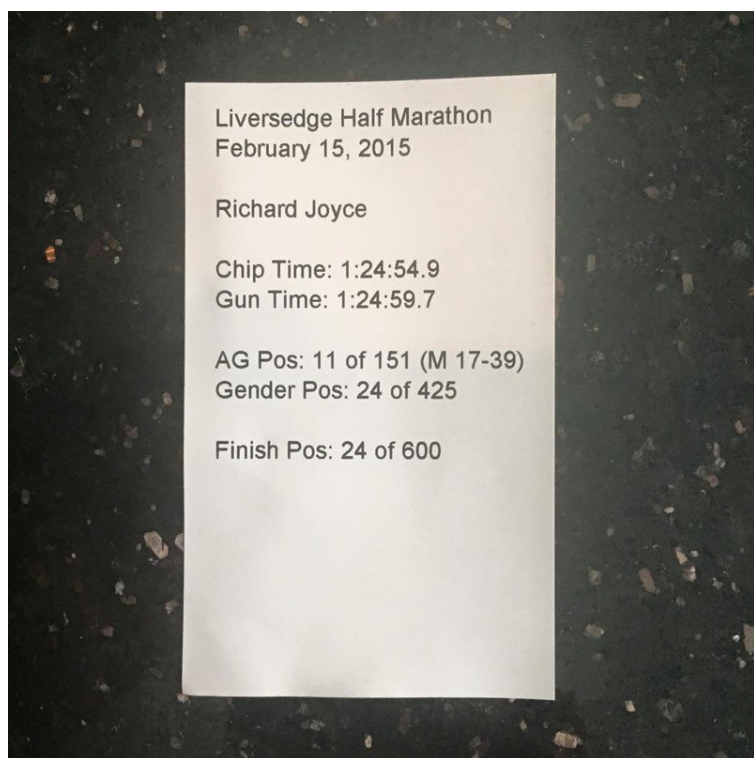 Liversedge Half Marathon
February 15, 2015
Richard Joyce
Chip Time: 1:24:54.9
Gun Time: 1:24:59.7
AG Pos: 11 of 151 (M 17-39)
Gender Pos: 24 of 425
Finish Pos: 24 of 600